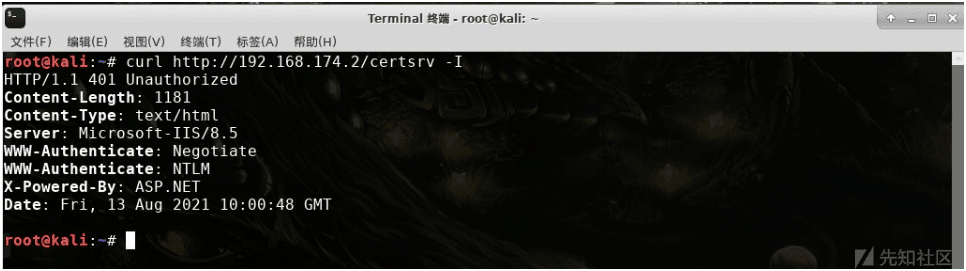 Terminal 终端 - root@kali: ~
文件(F) 编辑(E) 视图(V) 终端(T) 标签(A) 帮助(H)
root@kali:~# curl http://192.168.174.2/certsrv -I
HTTP/1.1 401 Unauthorized
Content-Length: 1181
Content-Type: text/html
Server: Microsoft-IIS/8.5
WWW-Authenticate: Negotiate
WWW-Authenticate: NTLM
X-Powered-By: ASP.NET
Date: Fri, 13 Aug 2021 10:00:48 GMT
root@kali:~#
先知社区